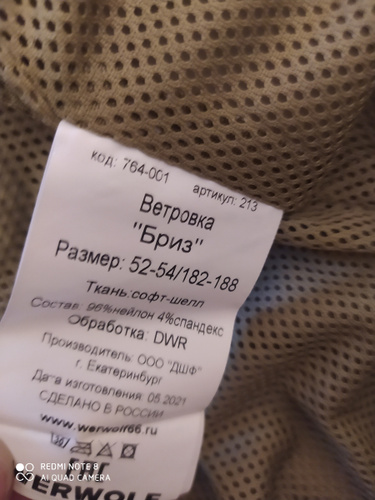 код: 764-001 артикул: 213
Ветровка
"Бриз"
Размер: 52-54/182-188
Ткань:софт-шелл
Состав: 96%нейлон 4%спандекс
Обработка: DWR
Производитель: ООО "ДШФ"
г. Екатеринбург
Дата изготовления: 05.2021
СДЕЛАНО В РОССИИ
www.werwolf66.ru
ERWOLF
REDMI NOTE 8
AI QUAD CAMERA